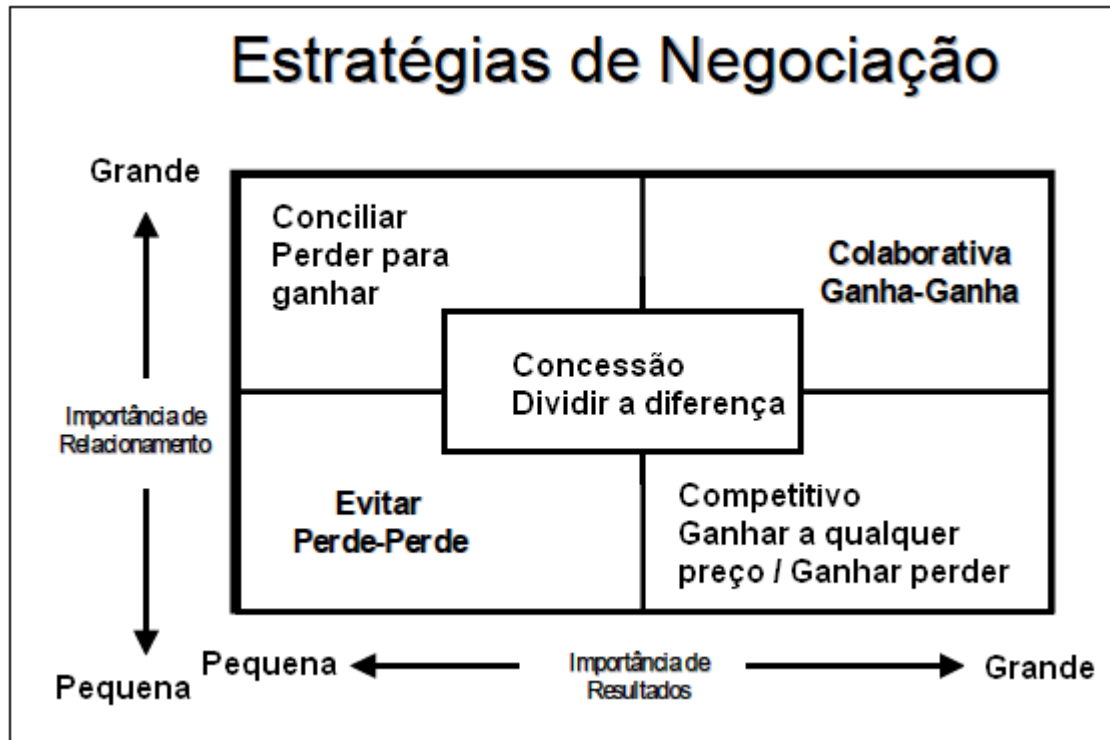 Estratégias de Negociação
Grande
Conciliar
Perder para
ganhar
Colaborativa
Ganha-Ganha
Concessão
Dividir a diferença
Importância de
Relacionamento
Evitar
Perde-Perde
Competitivo
Ganhar a qualquer
preço / Ganhar perder
Pequena
Pequena
Importância de
Resultados
Grande